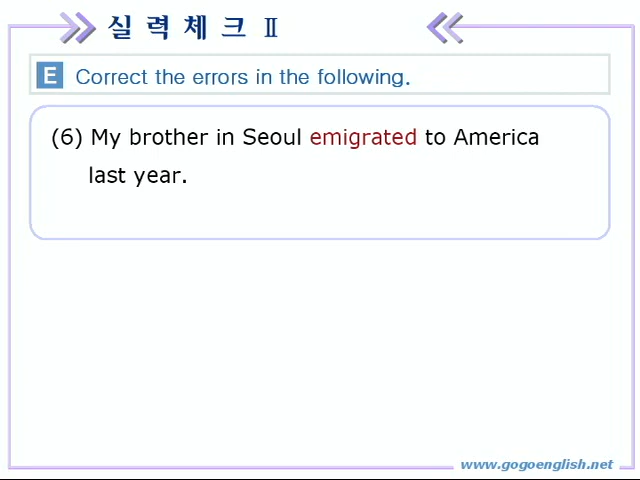 실력체크 Ⅱ
E Correct the errors in the following.
(6) My brother in Seoul emigrated to America
last year.
www.gogoenglish.net